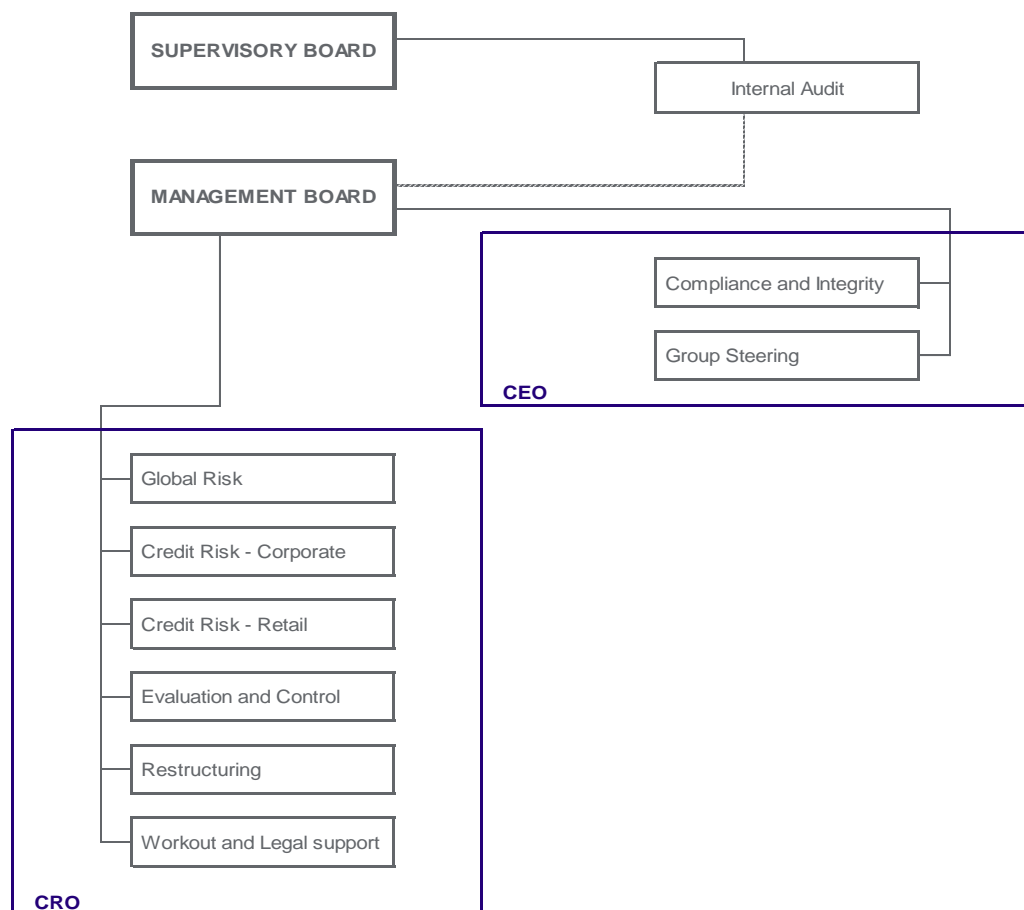 SUPERVISORY BOARD
Internal Audit
MANAGEMENT BOARD
Compliance and Integrity
Group Steering
CEO
Global Risk
Credit Risk - Corporate
Credit Risk - Retail
Evaluation and Control
Restructuring
Workout and Legal support
CRO